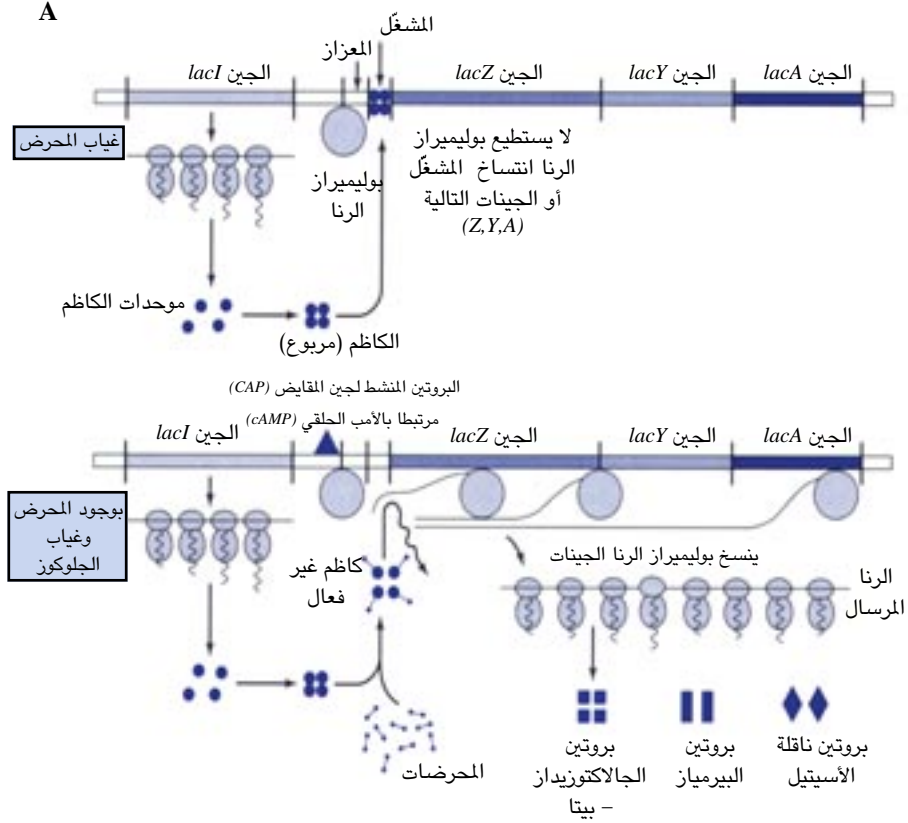 A
المشغّل
المعزاز
الجين lacI
الجين lacZ
الجين lacY
الجين lacA
غياب المحرض
بوليميراز
الرنا
لا يستطيع بوليميراز
الرنا انتساخ المشغّل
أو الجينات التالية
(Z,Y,A)
موحدات الكاظم
الكاظم (مربوع)
البروتين المنشط لجين المقايض (CAP)
مرتبطا بالأمب الحلقي (cAMP)
الجين lacI
الجين lacZ
الجين lacY
الجين lacA
بوجود المحرض
وغياب
الجلوكوز
كاظم غير
فعال
ينسخ بوليميراز الرنا الجينات
الرنا
المرسال
المحرضات
بروتين
الجالاكتوزيداز
– بيتا
بروتين
البيرمياز
بروتين ناقلة
الأسيتيل